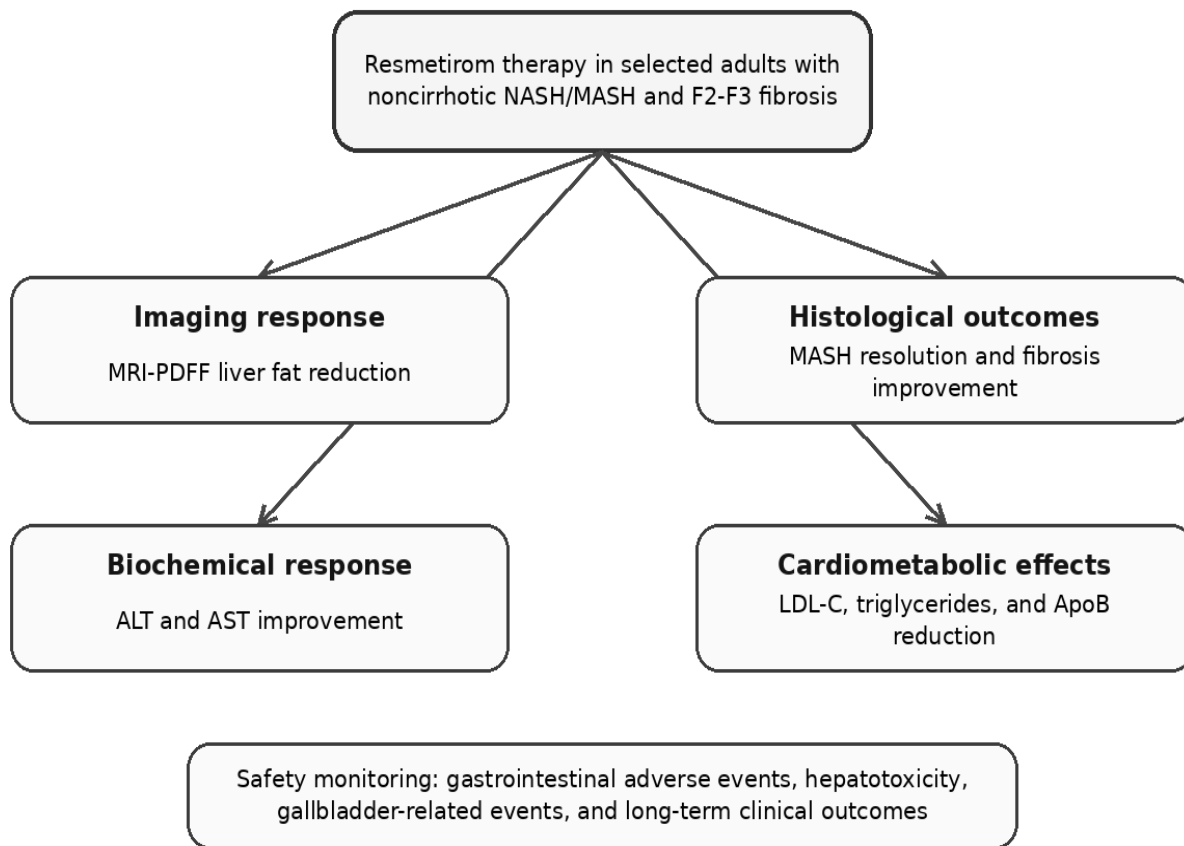 Resmetirom therapy in selected adults with
noncirrhotic NASH/MASH and F2-F3 fibrosis
Imaging response
MRI-PDFF liver fat reduction
Histological outcomes
MASH resolution and fibrosis
improvement
Biochemical response
ALT and AST improvement
Cardiometabolic effects
LDL-C, triglycerides, and ApoB
reduction
Safety monitoring: gastrointestinal adverse events, hepatotoxicity,
gallbladder-related events, and long-term clinical outcomes